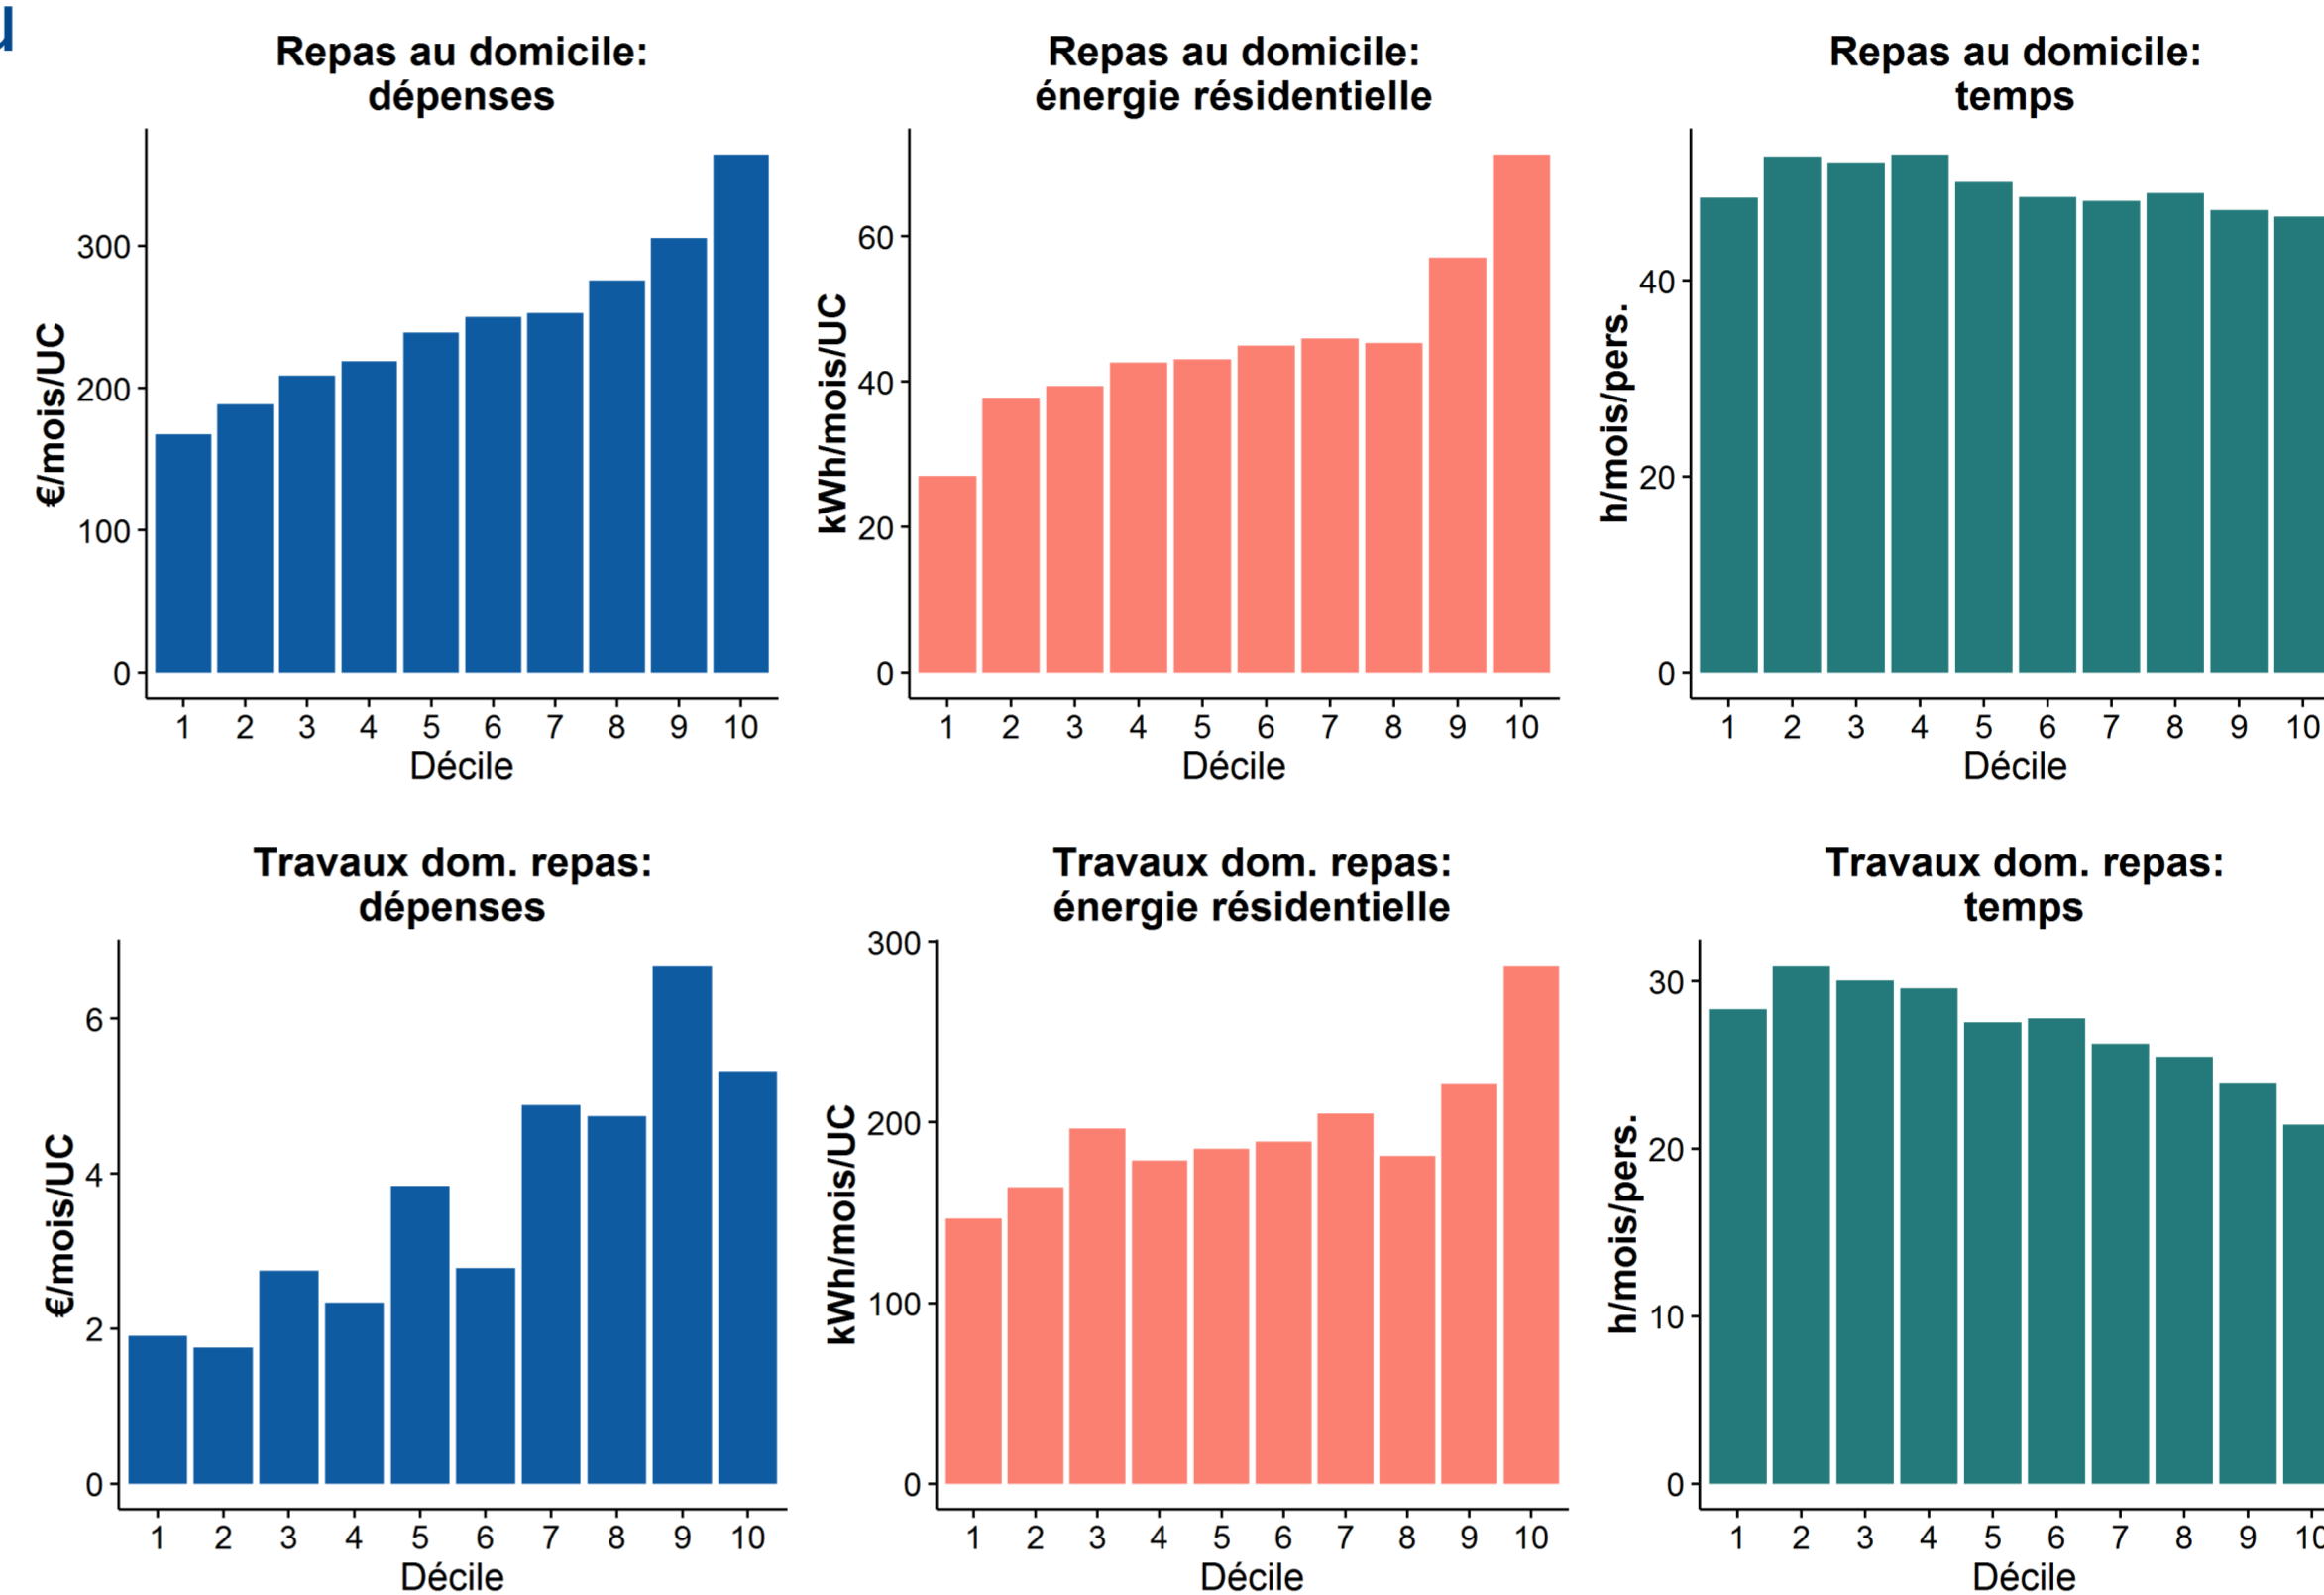 Repas au domicile:
dépenses
€/mois/UC
300
200
100
0
1 2 3 4 5 6 7 8 9 10
Décile
Repas au domicile:
énergie résidentielle
kWh/mois/UC
60
40
20
0
1 2 3 4 5 6 7 8 9 10
Décile
Repas au domicile:
temps
h/mois/pers.
40
20
0
1 2 3 4 5 6 7 8 9 10
Décile
Travaux dom. repas:
dépenses
€/mois/UC
6
4
2
0
1 2 3 4 5 6 7 8 9 10
Décile
Travaux dom. repas:
énergie résidentielle
kWh/mois/UC
300
200
100
0
1 2 3 4 5 6 7 8 9 10
Décile
Travaux dom. repas:
temps
h/mois/pers.
30
20
10
0
1 2 3 4 5 6 7 8 9 10
Décile